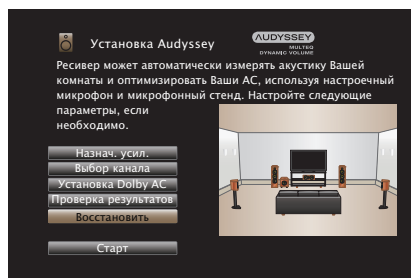 Установка Audyssey
AUDYSSEY
MULTEQ
DYNAMIC VOLUME
Ресивер может автоматически измерять акустику Вашей
комнаты и оптимизировать Ваши АС, используя настроечный
микрофон и микрофонный стенд. Настройте следующие
параметры, если
необходимо.
Назнач. усил.
Выбор канала
Установка Dolby АС
Проверка результатов
Восстановить
Старт